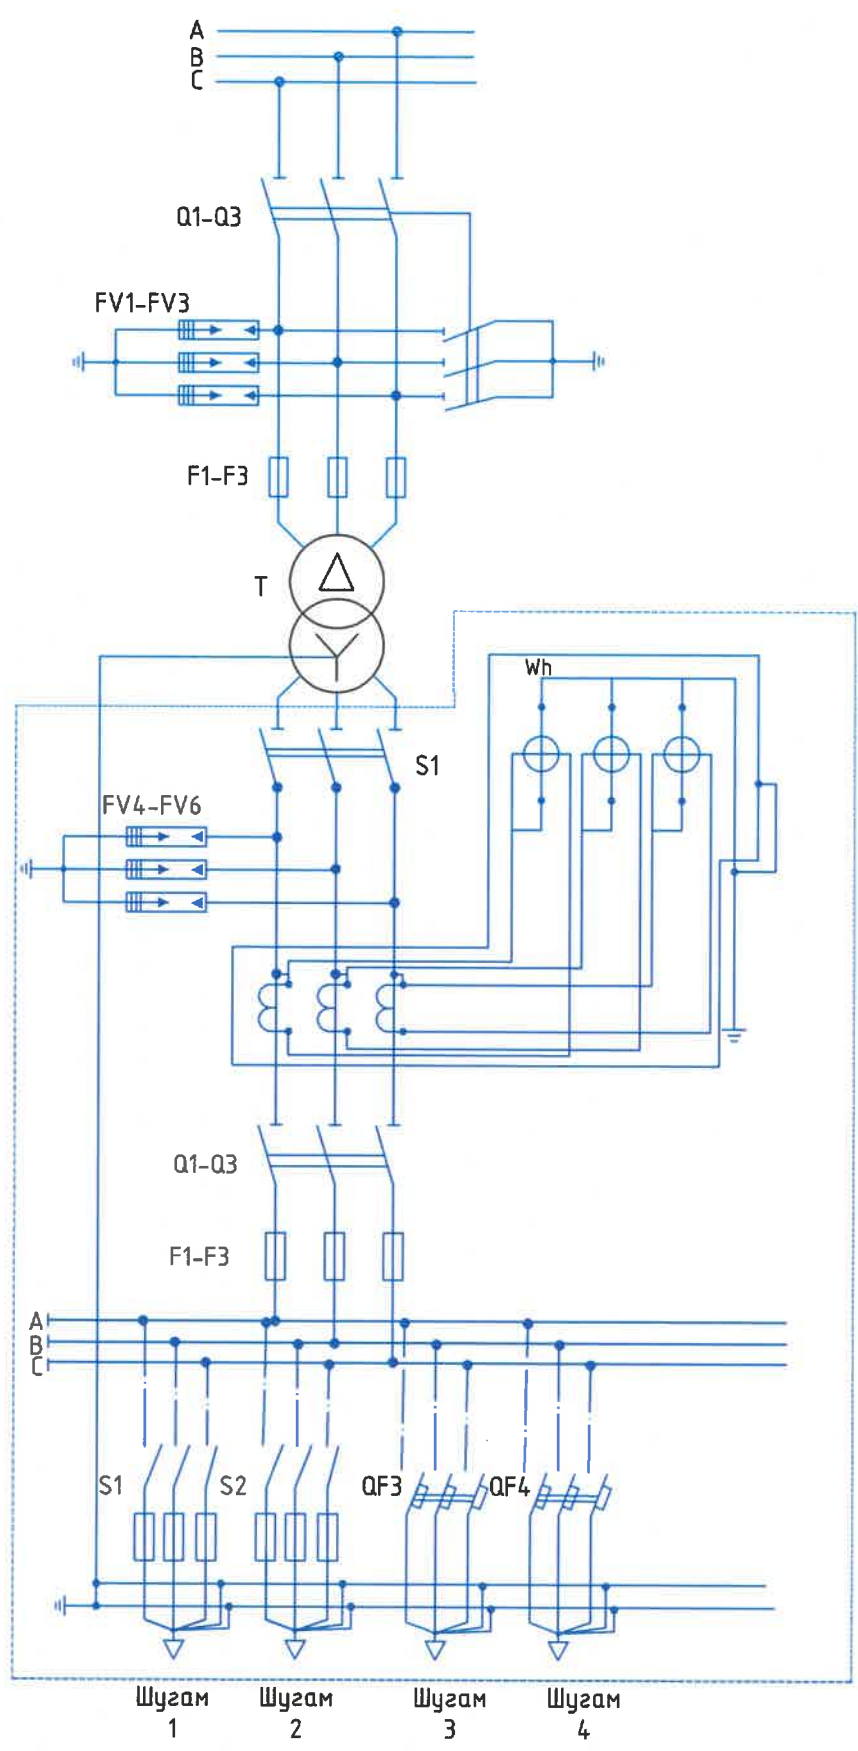 A
B
C
Q1-Q3
FV1-FV3
F1-F3
T
Wh
S1
FV4-FV6
Q1-Q3
F1-F3
A
B
C
S1
S2
QF3
QF4
Шугам
1
Шугам
2
Шугам
3
Шугам
4